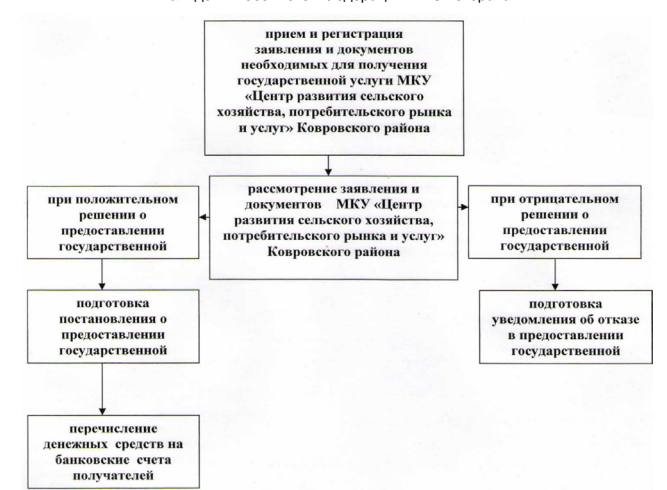 прием и регистрация
заявления и документов
необходимых для получения
государственной услуги МКУ
«Центр развития сельского
хозяйства, потребительского рынка
и услуг» Ковровского района
при положительном
решении о
предоставлении
государственной
рассмотрение заявления и
документов МКУ «Центр
развития сельского хозяйства,
потребительского рынка и услуг»
Ковровского района
при отрицательном
решении о
предоставлении
государственной
подготовка
постановления о
предоставлении
государственной
подготовка
уведомления об отказе
в предоставлении
государственной
перечисление
денежных средств на
банковские счета
получателей